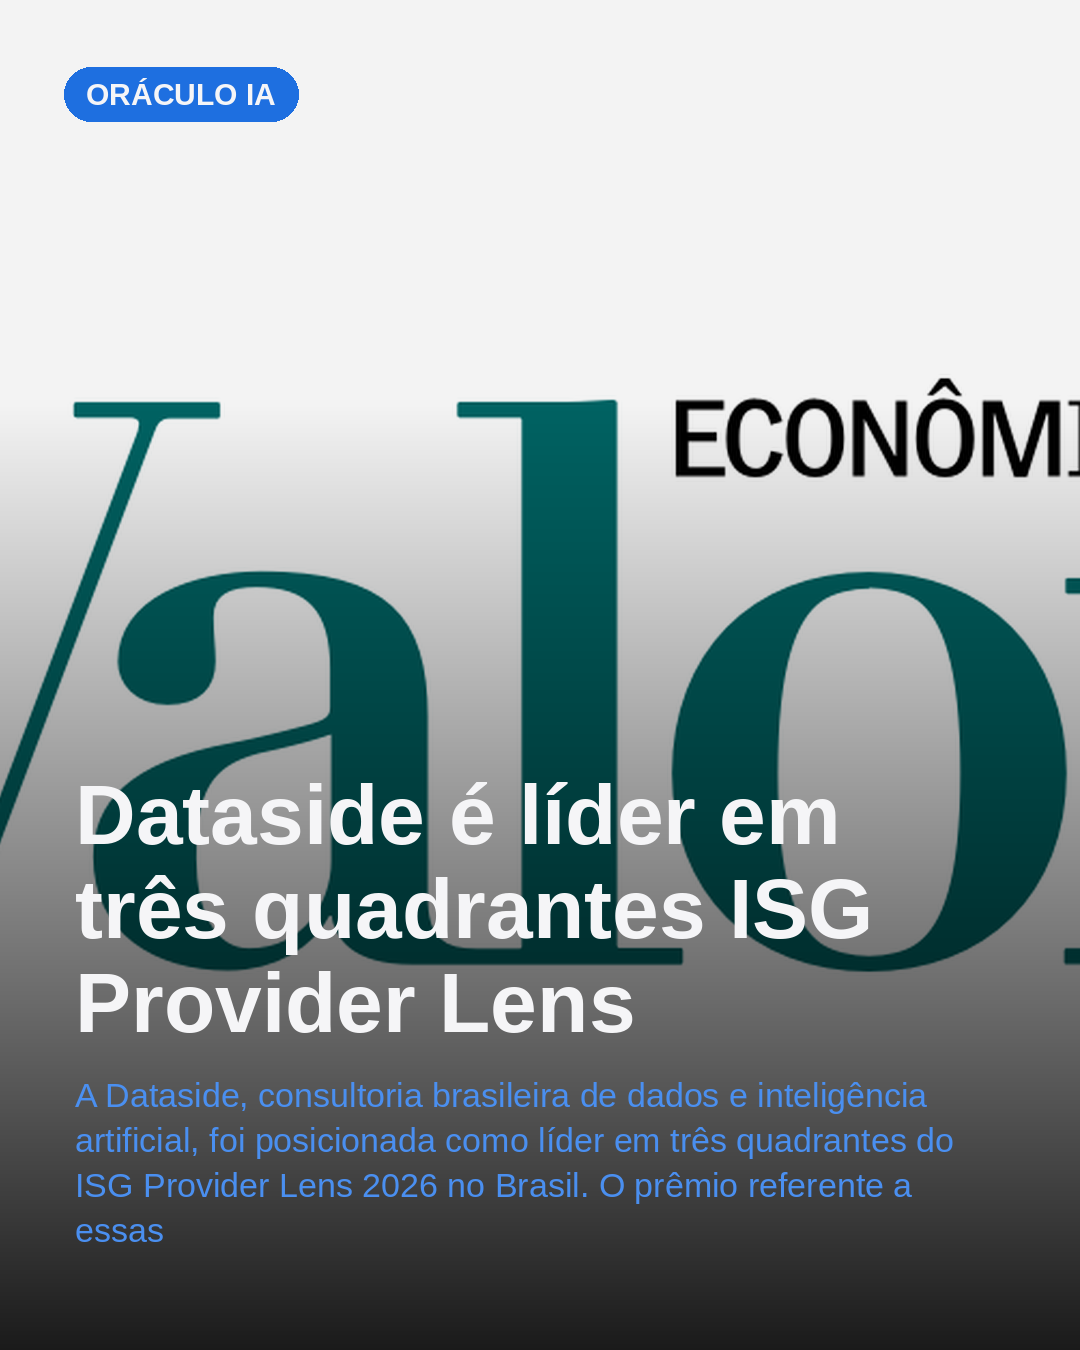 ORÁCULO IA
ECONÔMI
Valor
Dataside é líder em
três quadrantes ISG
Provider Lens
A Dataside, consultoria brasileira de dados e inteligência
artificial, foi posicionada como líder em três quadrantes do
ISG Provider Lens 2026 no Brasil. O prêmio referente a
essas